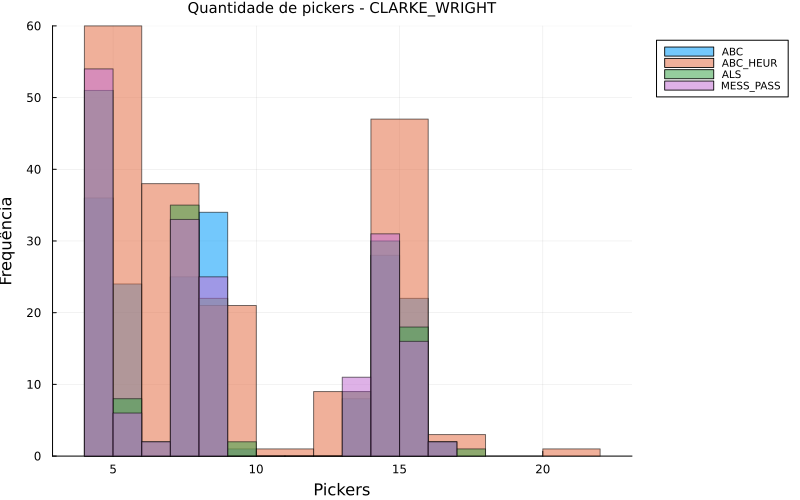 Quantidade de pickers - CLARKE_WRIGHT
60
50
40
30
20
10
0
Frequência
5
10
15
20
Pickers
ABC
ABC_HEUR
ALS
MESS_PASS